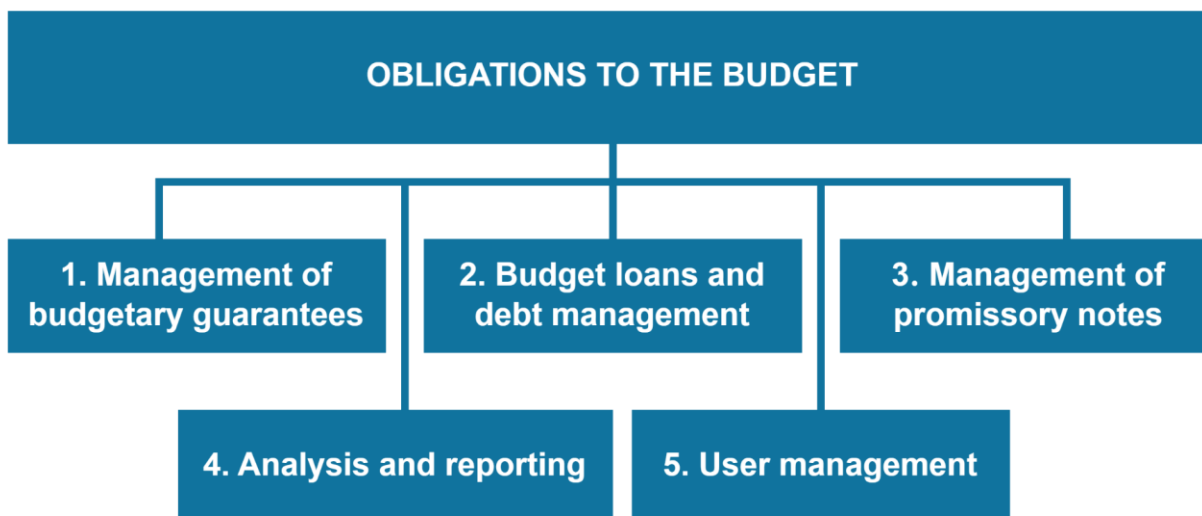 OBLIGATIONS TO THE BUDGET
1. Management of
budgetary guarantees
2. Budget loans and
debt management
3. Management of
promissory notes
4. Analysis and reporting
5. User management